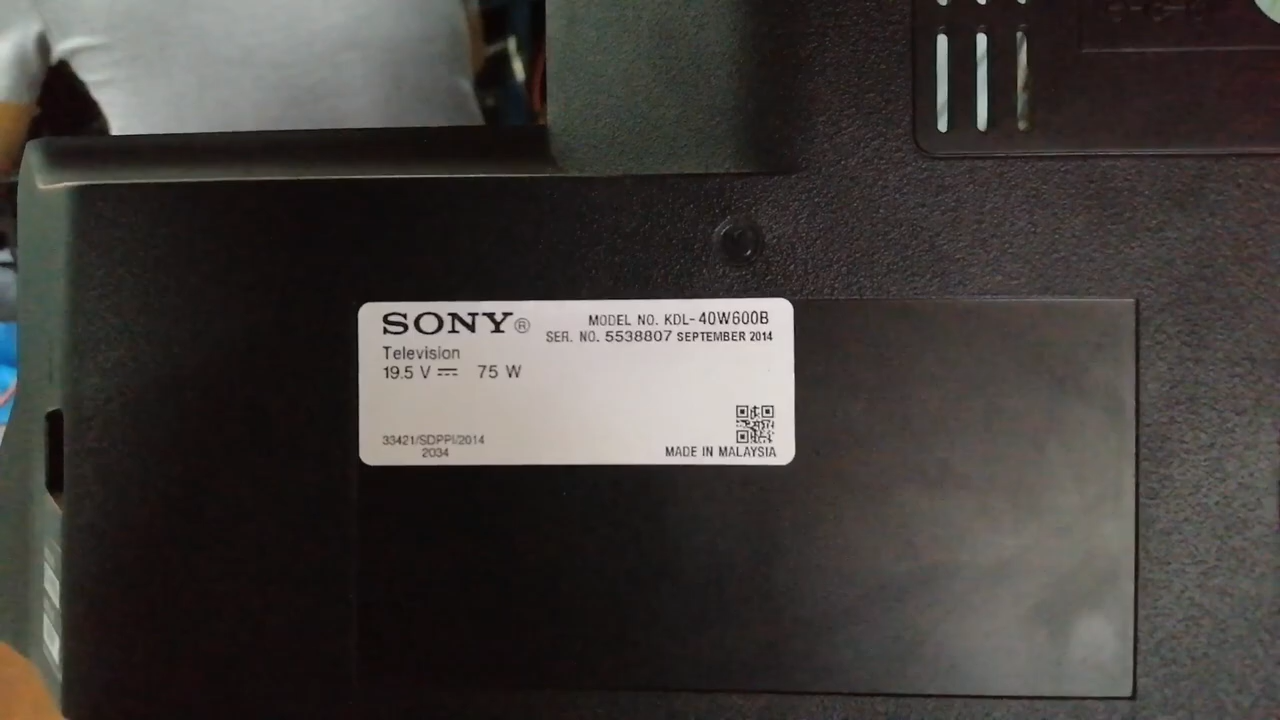 SONY®
MODEL NO. KDL-40W600B
SER. NO. 5538807 SEPTEMBER 2014
Television
19.5 V ⎓ 75 W
33421/SDPPI/2014
2034
MADE IN MALAYSIA